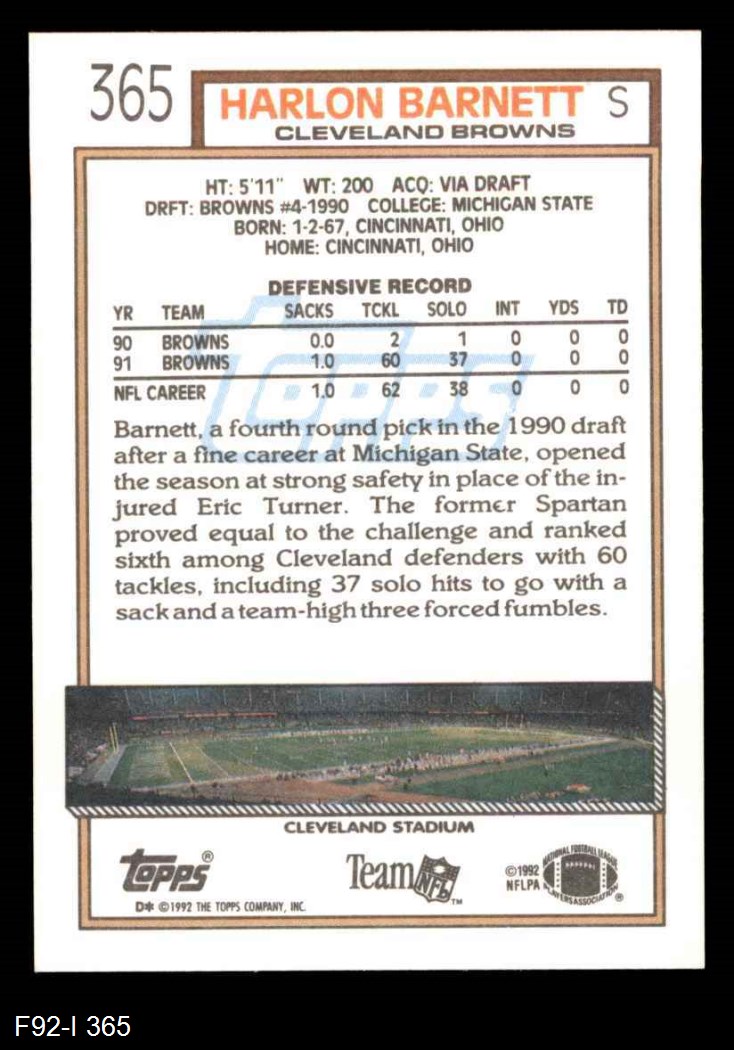 365
HARLON BARNETT S
CLEVELAND BROWNS
HT: 5'11" WT: 200 ACQ: VIA DRAFT
DRFT: BROWNS #4-1990 COLLEGE: MICHIGAN STATE
BORN: 1-2-67, CINCINNATI, OHIO
HOME: CINCINNATI, OHIO
DEFENSIVE RECORD
YR TEAM SACKS TCKL SOLO INT YDS TD
90 BROWNS 0.0 2 1 0 0 0
91 BROWNS 1.0 60 37 0 0 0
NFL CAREER 1.0 62 38 0 0 0
Topps
Barnett, a fourth round pick in the 1990 draft
after a fine career at Michigan State, opened
the season at strong safety in place of the in-
jured Eric Turner. The former Spartan
proved equal to the challenge and ranked
sixth among Cleveland defenders with 60
tackles, including 37 solo hits to go with a
sack and a team-high three forced fumbles.
CLEVELAND STADIUM
Topps®
Team NFL™
©1992
NFLPA
NATIONAL FOOTBALL LEAGUE
PLAYERS ASSOCIATION®
D* ©1992 THE TOPPS COMPANY, INC.
F92-I 365